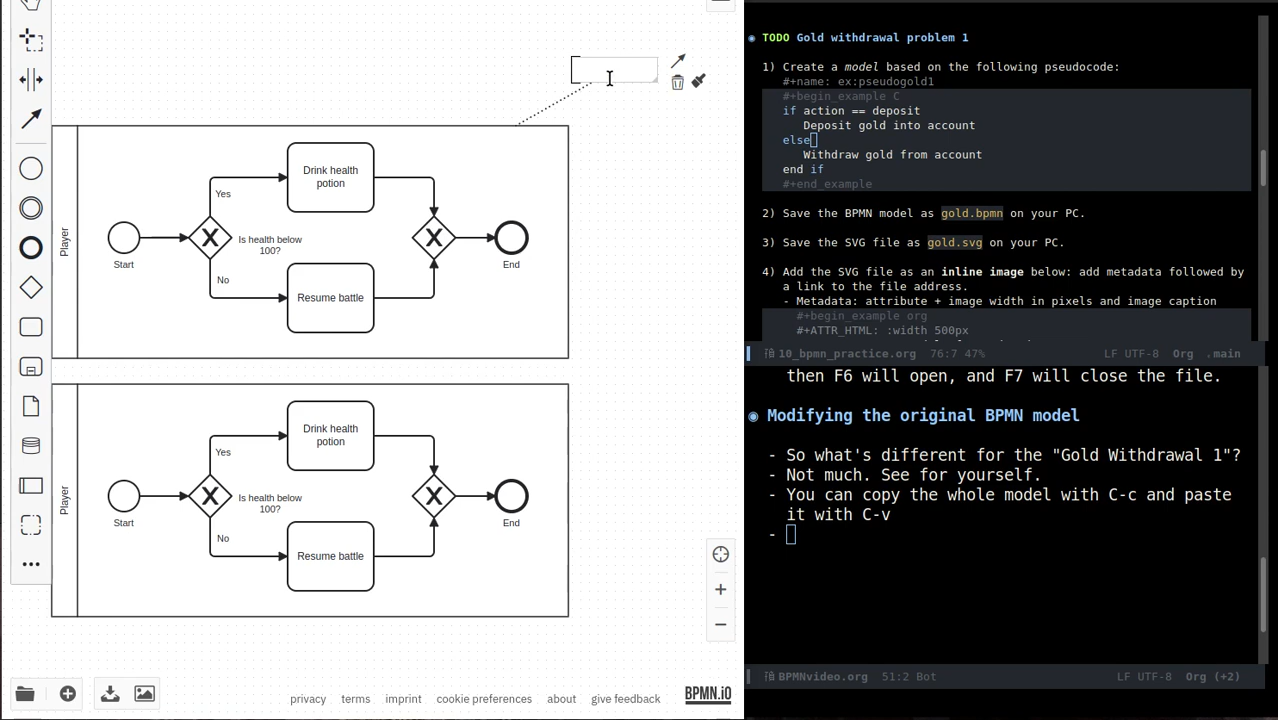 Player
Yes
Drink health
potion
Start
Is health below
100?
No
Resume battle
End
Player
Yes
Drink health
potion
Start
Is health below
100?
No
Resume battle
End
privacy terms imprint cookie preferences about give feedback BPMN.iO
TODO Gold withdrawal problem 1
1) Create a model based on the following pseudocode:
#+name: ex:pseudogold1
#+begin_example C
if action == deposit
Deposit gold into account
else
Withdraw gold from account
end if
#+end_example
2) Save the BPMN model as gold.bpmn on your PC.
3) Save the SVG file as gold.svg on your PC.
4) Add the SVG file as an inline image below: add metadata followed by
a link to the file address.
- Metadata: attribute + image width in pixels and image caption
#+begin_example org
#+ATTR_HTML: :width 500px
10_bpmn_practice.org 76:7 47% LF UTF-8 Org .main
then F6 will open, and F7 will close the file.
Modifying the original BPMN model
- So what's different for the "Gold Withdrawal 1"?
- Not much. See for yourself.
- You can copy the whole model with C-c and paste
it with C-v
-
BPMNvideo.org 51:2 Bot LF UTF-8 Org (+2)